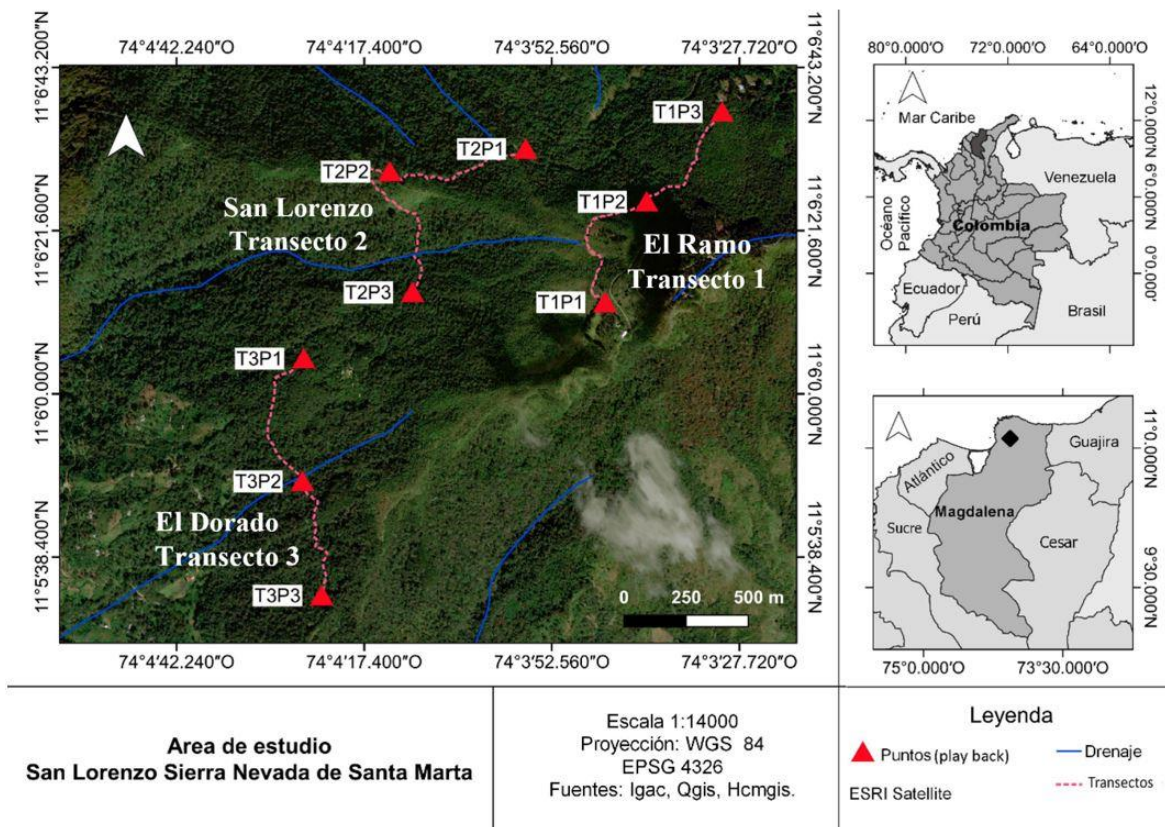 74°4'42.240"O 74°4'17.400"O 74°3'52.560"O 74°3'27.720"O
11°6'43.200"N
11°6'21.600"N
11°6'0.000"N
11°5'38.400"N
T1P3
T2P1
T2P2
T1P2
San Lorenzo
Transecto 2
El Ramo
Transecto 1
T2P3
T1P1
T3P1
T3P2
El Dorado
Transecto 3
T3P3
0 250 500 m
11°6'43.200"N
11°6'21.600"N
11°6'0.000"N
11°5'38.400"N
74°4'42.240"O 74°4'17.400"O 74°3'52.560"O 74°3'27.720"O
80°0.000'O 72°0.000'O 64°0.000'O
Mar Caribe
Venezuela
Océano
Pacífico
Colombia
Ecuador
Perú
Brasil
12°0.000'N
6°0.000'N
0°0.000'
Guajira
Atlántico
Magdalena
Sucre
Cesar
11°0.000'N
9°30.000'N
75°0.000'O 73°30.000'O
Area de estudio
San Lorenzo Sierra Nevada de Santa Marta
Escala 1:14000
Proyección: WGS 84
EPSG 4326
Fuentes: Igac, Qgis, Hcmgis.
Leyenda
Puntos (play back)
Drenaje
ESRI Satellite
Transectos